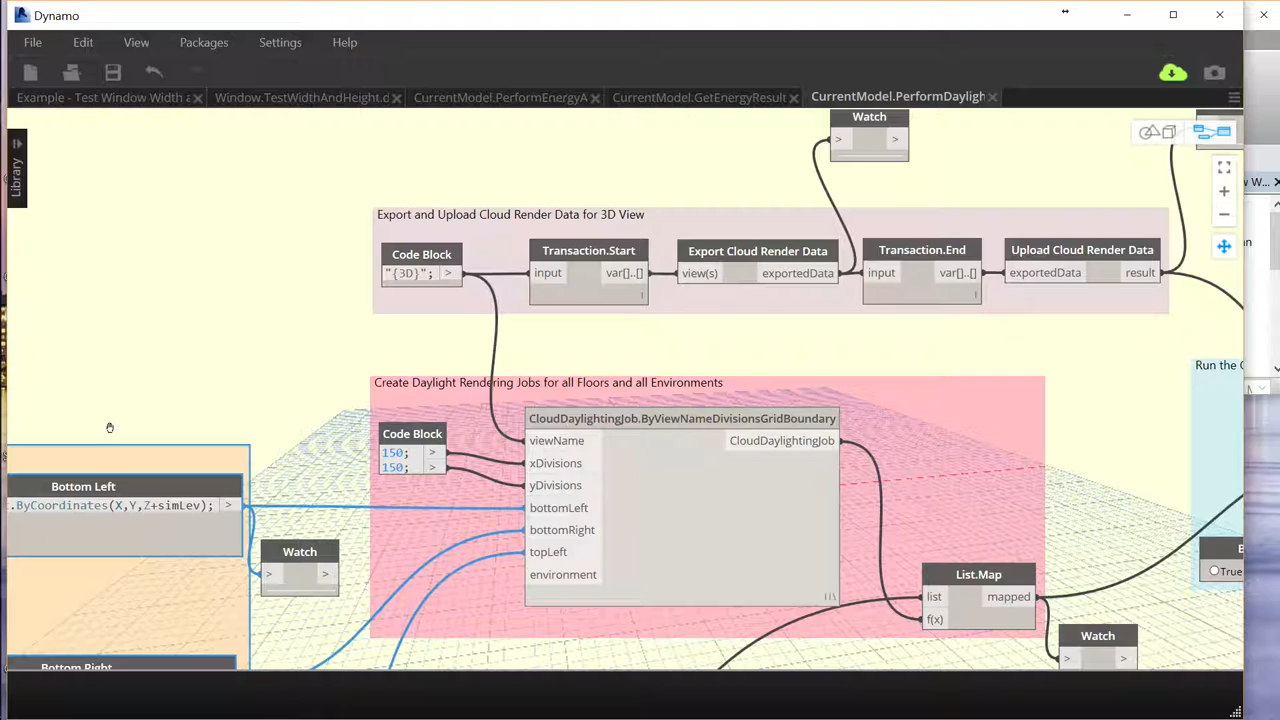 Dynamo
File Edit View Packages Settings Help
Example - Test Window Width a Window.TestWidthAndHeight.d CurrentModel.PerformEnergyA CurrentModel.GetEnergyResult CurrentModel.PerformDayligh
Library
Watch
> >
Export and Upload Cloud Render Data for 3D View
Code Block
"{3D}"; >
Transaction.Start
input var[]..[]
Export Cloud Render Data
view(s) exportedData
Transaction.End
input var[]..[]
Upload Cloud Render Data
exportedData result
Create Daylight Rendering Jobs for all Floors and all Environments
Run the
Code Block
150; >
150; >
CloudDaylightingJob.ByViewNameDivisionsGridBoundary
viewName CloudDaylightingJob
xDivisions
yDivisions
bottomLeft
bottomRight
topLeft
environment
Bottom Left
.ByCoordinates(X,Y,Z+simLev); >
Watch
> >
List.Map
list mapped
f(x)
B
True
Watch
> >
Bottom Right